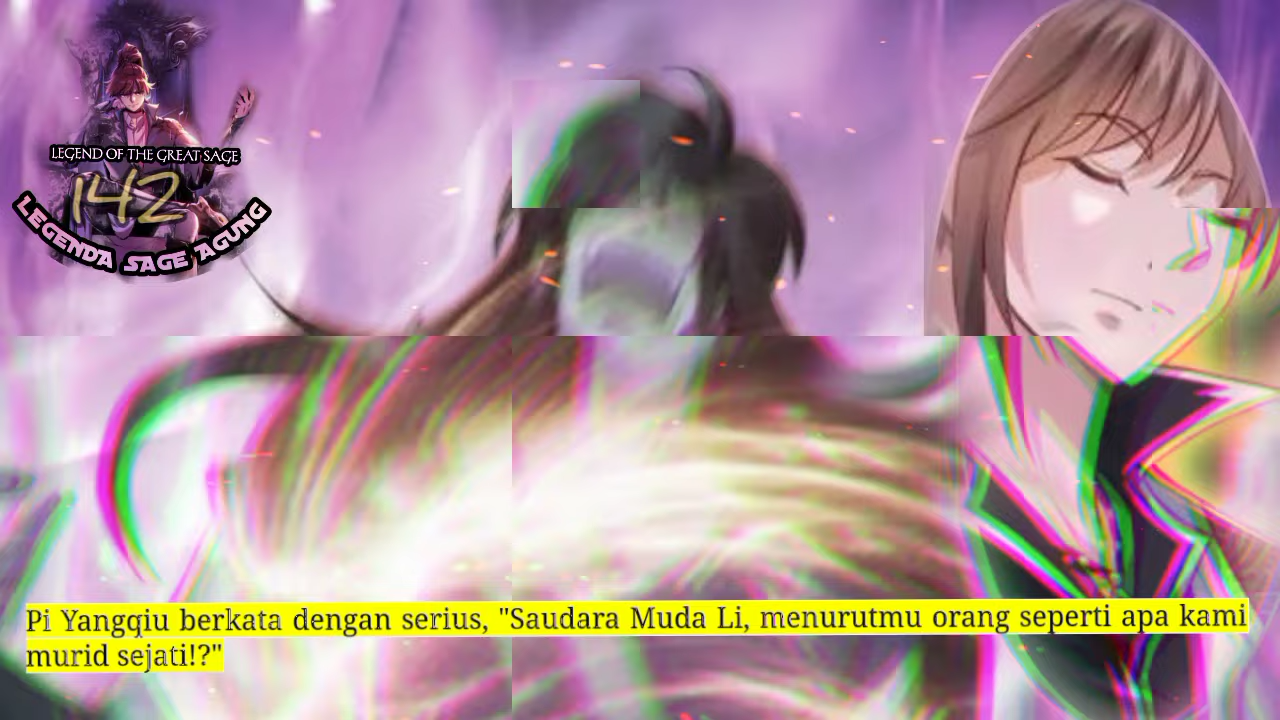 LEGEND OF THE GREAT SAGE
142
LEGENDA SAGE AGUNG
Pi Yangqiu berkata dengan serius, "Saudara Muda Li, menurutmu orang seperti apa kami
murid sejati!?"